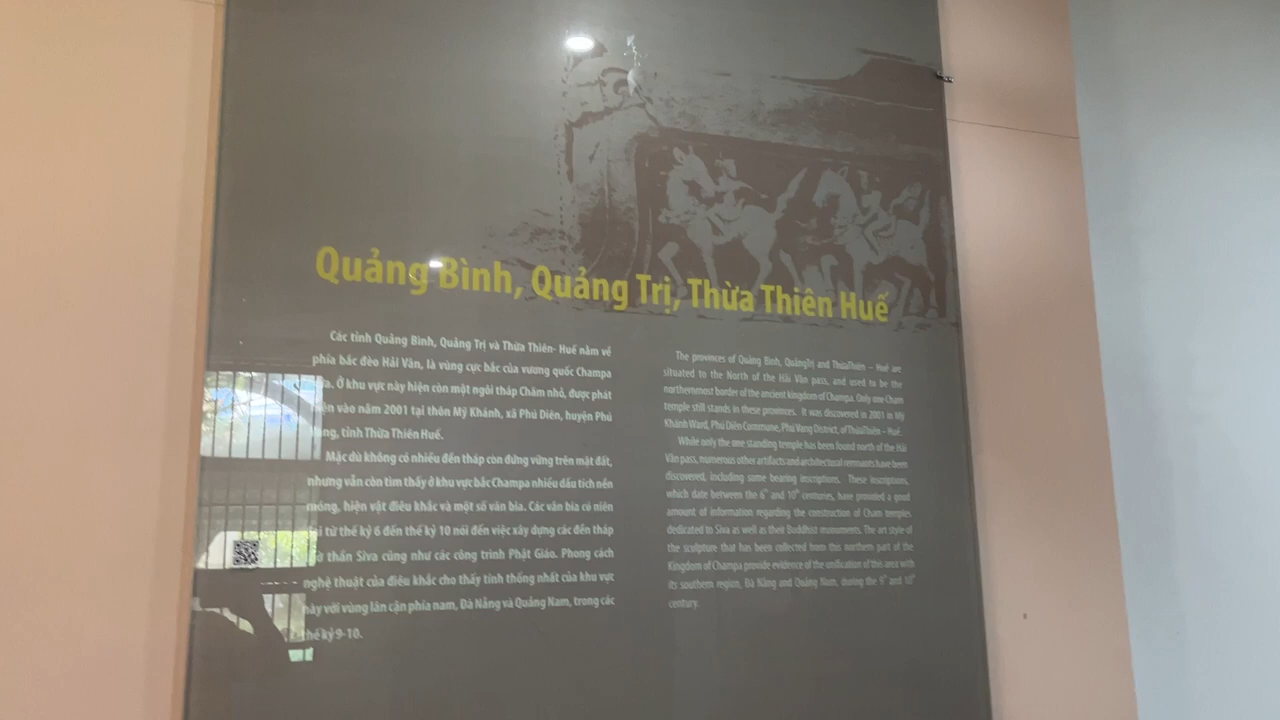 Quảng Bình, Quảng Trị, Thừa Thiên Huế
Các tỉnh Quảng Bình, Quảng Trị và Thừa Thiên- Huế nằm về
phía bắc đèo Hải Vân, là vùng cực bắc của vương quốc Champa
Ở khu vực này hiện còn một ngôi tháp Chăm nhỏ, được phát
vào năm 2001 tại thôn Mỹ Khánh, xã Phú Diên, huyện Phú
tỉnh Thừa Thiên Huế.
Mặc dù không có nhiều đền tháp còn đứng vững trên mặt đất,
nhưng vẫn còn tìm thấy ở khu vực bắc Champa nhiều dấu tích nền
móng, hiện vật điêu khắc và một số văn bia. Các văn bia có niên
từ thế kỷ 6 đến thế kỷ 10 nói đến việc xây dựng các đền tháp
thần Siva cũng như các công trình Phật Giáo. Phong cách
nghệ thuật của điêu khắc cho thấy tính thống nhất của khu vực
này với vùng lân cận phía nam, Đà Nẵng và Quảng Nam, trong các
thế kỷ 9-10.
The provinces of Quảng Bình, QuảngTrị and ThừaThiên – Huế are
situated to the North of the Hải Vân pass, and used be the
northernmost border of the ancient kingdom of Champa. Only one Cham
temple still stands in these provinces. It was discovered in 2001 in Mỹ
Khánh Ward, Phú Diên Commune, Phú Vang District, of ThừaThiên – Huế.
While only the one standing temple has been found north of the Hải
Vân pass, numerous other artifacts and architectural remnants have been
discovered, including some bearing inscriptions. These inscriptions,
which date between the 6th and 10th centuries, have provided a good
amount of information regarding the construction of Cham temples
dedicated to Siva as well as their Buddhist monuments. The art style of
the sculpture that has been collected from this northern part of the
Kingdom of Champa provide evidence of the unification of this area with
its southern region, Đà Nẵng and Quảng Nam, during the 9th and 10th
century.